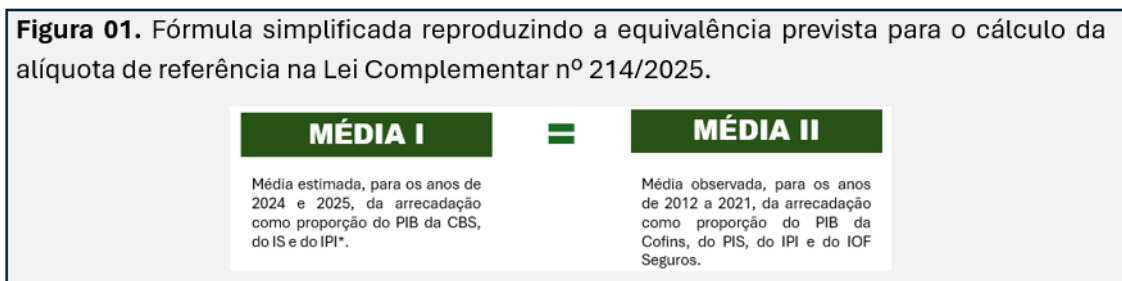 Figura 01. Fórmula simplificada reproduzindo a equivalência prevista para o cálculo da
alíquota de referência na Lei Complementar nº 214/2025.
MÉDIA I
=
MÉDIA II
Média estimada, para os anos de
2024 e 2025, da arrecadação
como proporção do PIB da CBS,
do IS e do IPI*.
Média observada, para os anos
de 2012 a 2021, da arrecadação
como proporção do PIB da
Cofins, do PIS, do IPI e do IOF
Seguros.